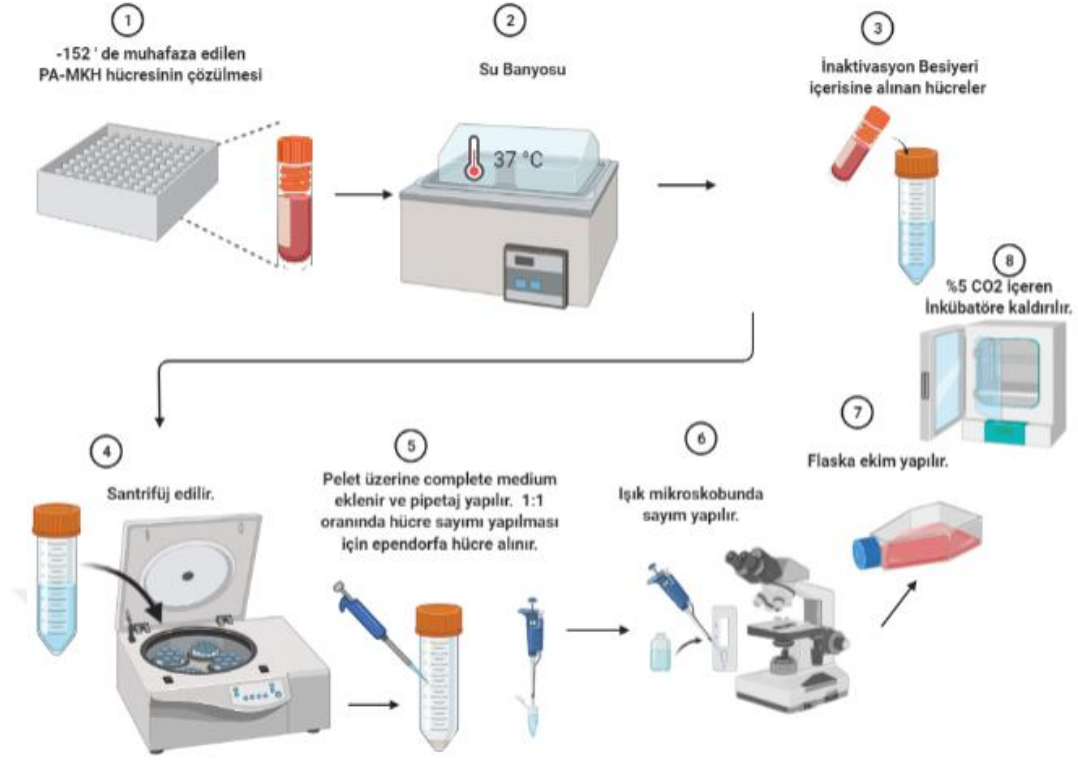 1
-152 ' de muhafaza edilen
PA-MKH hücresinin çözülmesi
2
Su Banyosu
37 °C
3
İnaktivasyon Besiyeri
içerisine alınan hücreler
4
Santrifüj edilir.
5
Pelet üzerine complete medium
eklenir ve pipetaj yapılır. 1:1
oranında hücre sayımı yapılması
için ependorfa hücre alınır.
6
Işık mikroskobunda
sayım yapılır.
7
Flaska ekim yapılır.
8
%5 CO2 İçeren
İnkübatöre kaldırılır.